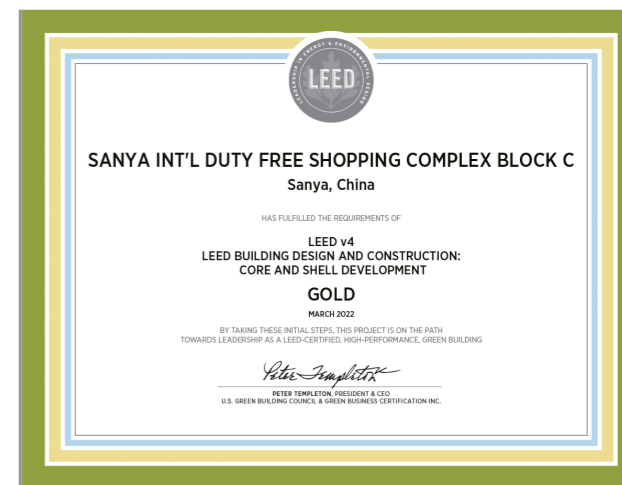 LEADERSHIP IN ENERGY & ENVIRONMENTAL DESIGN
LEED
SANYA INT'L DUTY FREE SHOPPING COMPLEX BLOCK C
Sanya, China
HAS FULFILLED THE REQUIREMENTS OF
LEED v4
LEED BUILDING DESIGN AND CONSTRUCTION:
CORE AND SHELL DEVELOPMENT
GOLD
MARCH 2022
BY TAKING THESE INITIAL STEPS, THIS PROJECT IS ON THE PATH
TOWARDS LEADERSHIP AS A LEED-CERTIFIED, HIGH-PERFORMANCE, GREEN BUILDING
Peter Templeton
PETER TEMPLETON, PRESIDENT & CEO
U.S. GREEN BUILDING COUNCIL & GREEN BUSINESS CERTIFICATION INC.